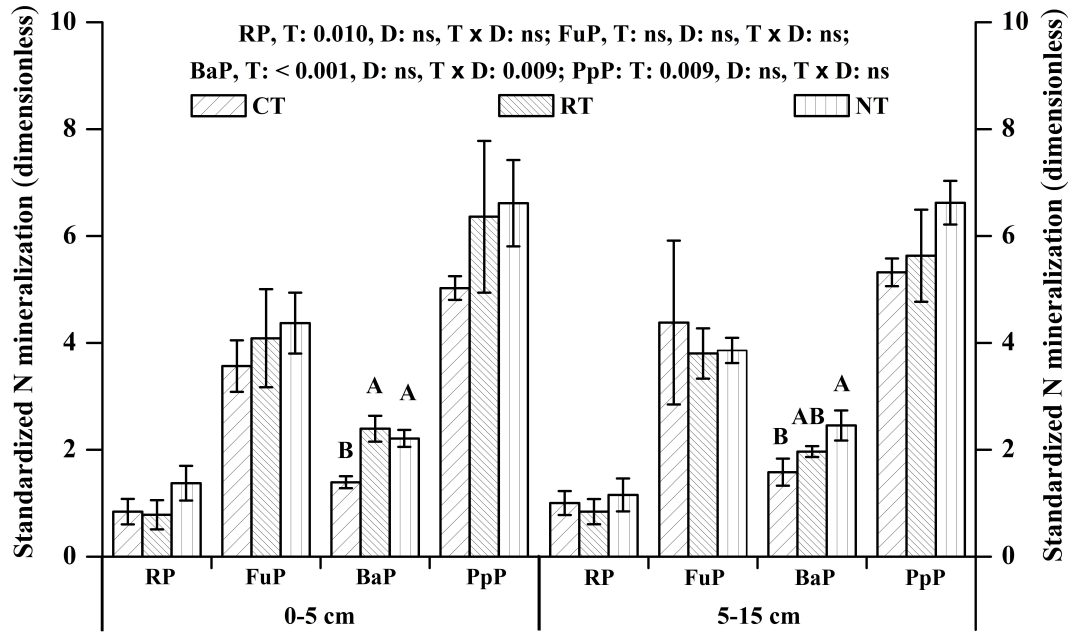 RP, T: 0.010, D: ns, T x D: ns; FuP, T: ns, D: ns, T x D: ns;
BaP, T: < 0.001, D: ns, T x D: 0.009; PpP: T: 0.009, D: ns, T x D: ns
CT RT NT
Standardized N mineralization (dimensionless)
10
8
6
4
2
0
B A A
B AB A
10
8
6
4
2
0
Standardized N mineralization (dimensionless)
RP FuP BaP PpP RP FuP BaP PpP
0-5 cm 5-15 cm